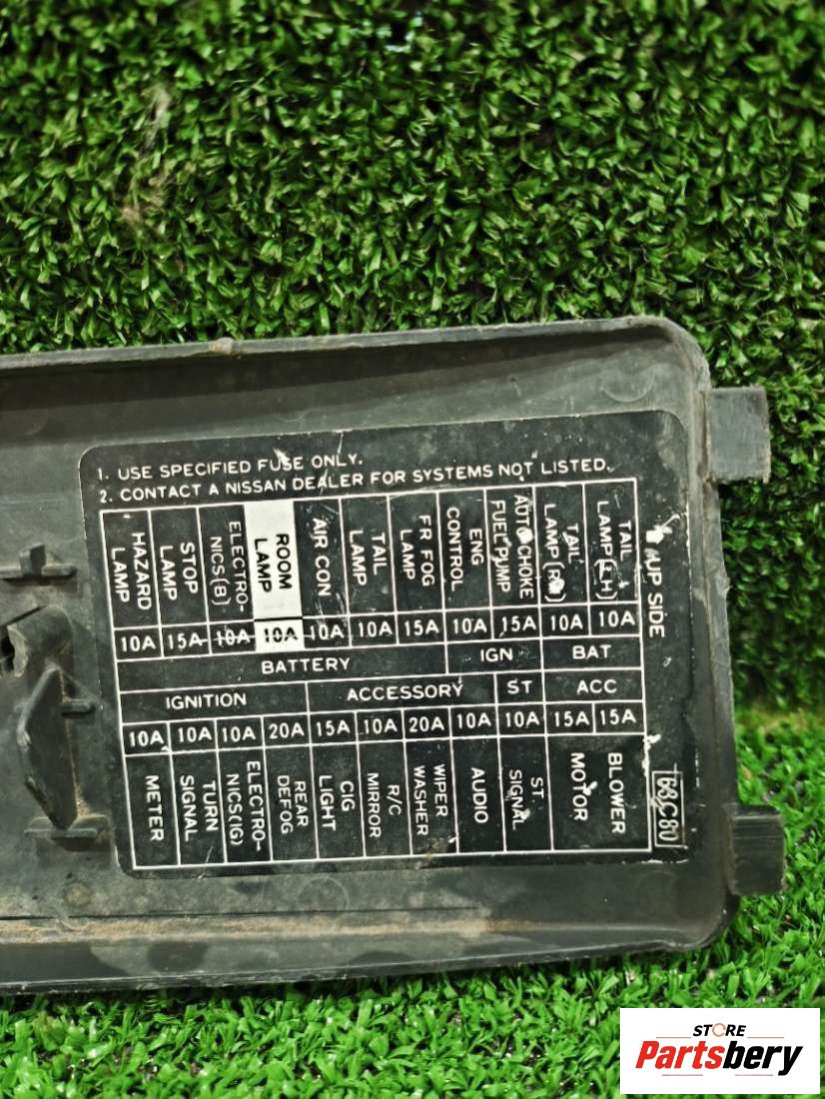 1. USE SPECIFIED FUSE ONLY.
2. CONTACT A NISSAN DEALER FOR SYSTEMS NOT LISTED.
HAZARD
LAMP
STOP
LAMP
ELECTRO-
NICS(B)
ROOM
LAMP
AIR CON
TAIL
LAMP
FR FOG
LAMP
ENG
CONTROL
AUTO CHOKE
FUEL PUMP
TAIL
LAMP(RH)
TAIL
LAMP(LH)
UP SIDE
10A 15A 10A 10A 10A 10A 15A 10A 15A 10A 10A
BATTERY IGN BAT
IGNITION ACCESSORY ST ACC
10A 10A 10A 20A 15A 10A 20A 10A 10A 15A 15A
METER
TURN
SIGNAL
ELECTRO-
NICS(IG)
REAR
DEFOG
CIG
LIGHT
R/C
MIRROR
WIPER
WASHER
AUDIO
ST
SIGNAL
BLOWER
MOTOR
STORE
Partsbery